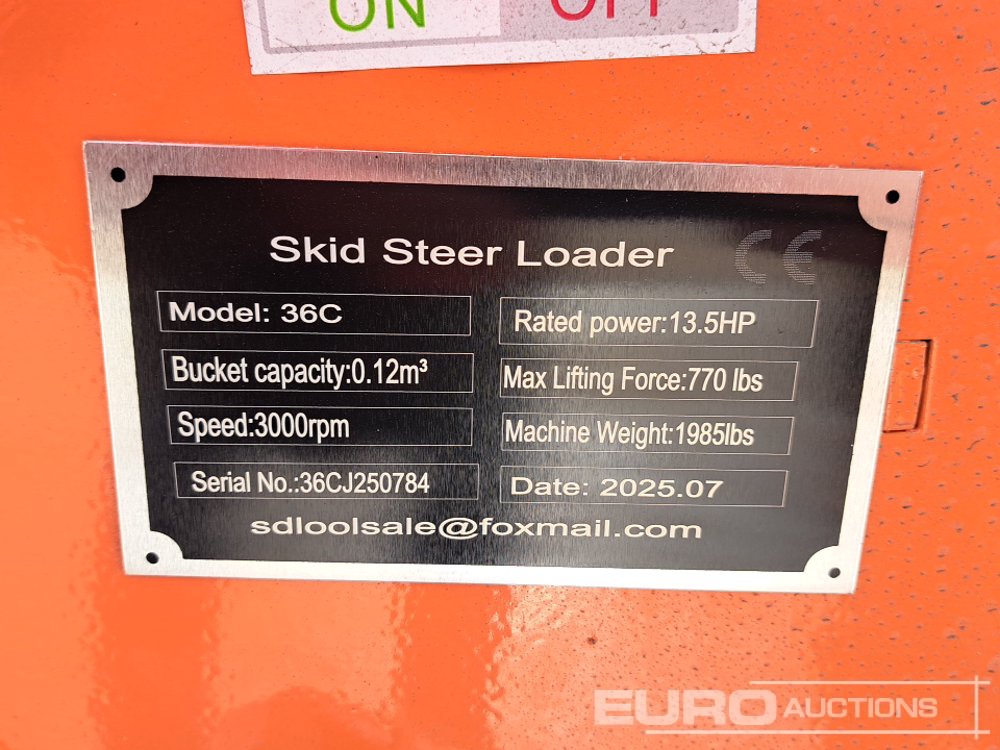 ON OFF
Skid Steer Loader CE
Model: 36C
Rated power:13.5HP
Bucket capacity:0.12m³
Max Lifting Force:770 lbs
Speed:3000rpm
Machine Weight:1985lbs
Serial No.:36CJ250784
Date: 2025.07
sdloolsale@foxmail.com
EURO AUCTIONS